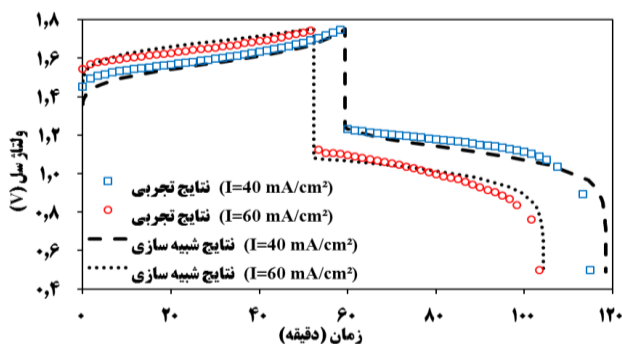 ۱,۸
۱,۶
۱,۴
۱,۲
۱,۰
۰,۸
۰,۶
۰,۴
ولتاژ سل (V)
نتایج تجربی (I=40 mA/cm²)
نتایج تجربی (I=60 mA/cm²)
نتایج شبیه سازی (I=40 mA/cm²)
نتایج شبیه سازی (I=60 mA/cm²)
۰ ۲۰ ۴۰ ۶۰ ۸۰ ۱۰۰ ۱۲۰
زمان (دقیقه)